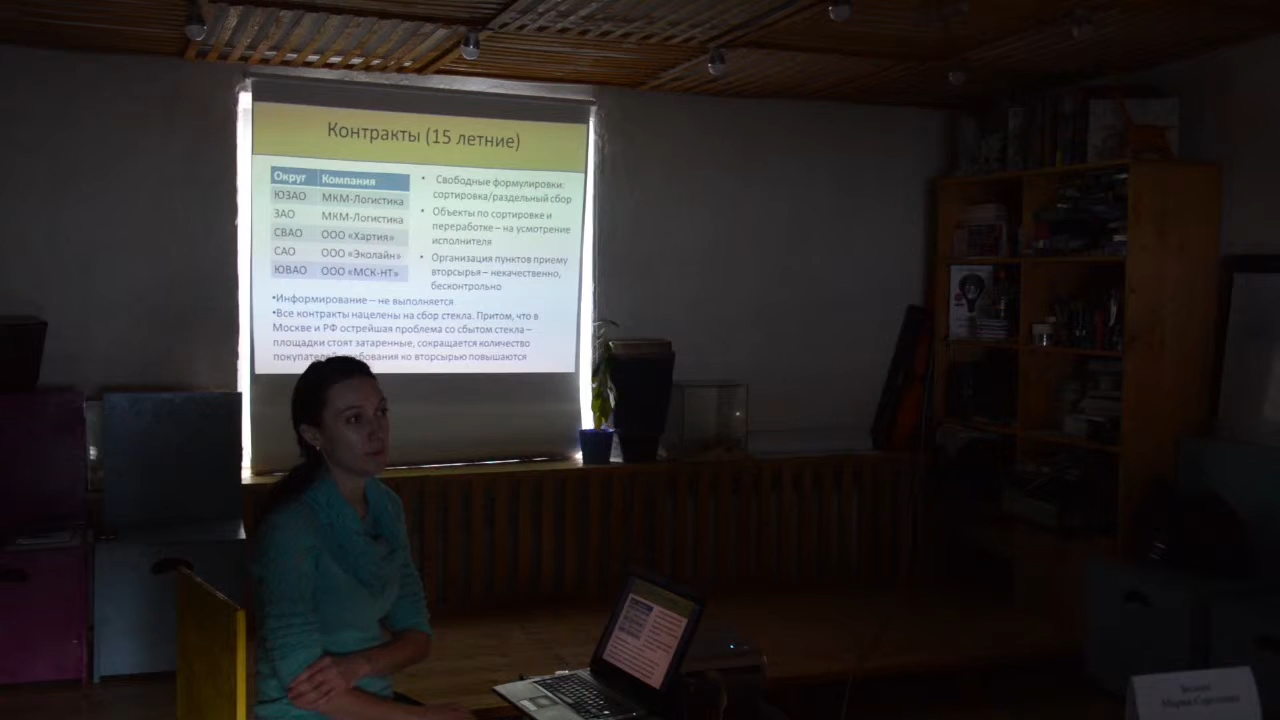 Контракты (15 летние)
Округ Компания
ЮЗАО МКМ-Логистика
ЗАО МКМ-Логистика
СВАО ООО «Хартия»
САО ООО «Эколайн»
ЮВАО ООО «МСК-НТ»
• Свободные формулировки:
сортировка/раздельный сбор
• Объекты по сортировке и
переработке – на усмотрение
исполнителя
• Организация пунктов приему
вторсырья – некачественно,
бесконтрольно
•Информирование – не выполняется
•Все контракты нацелены на сбор стекла. Притом, что в
Москве и РФ острейшая проблема со сбытом стекла –
площадки стоят затаренные, сокращается количество
покупателей, требования ко вторсырью повышаются